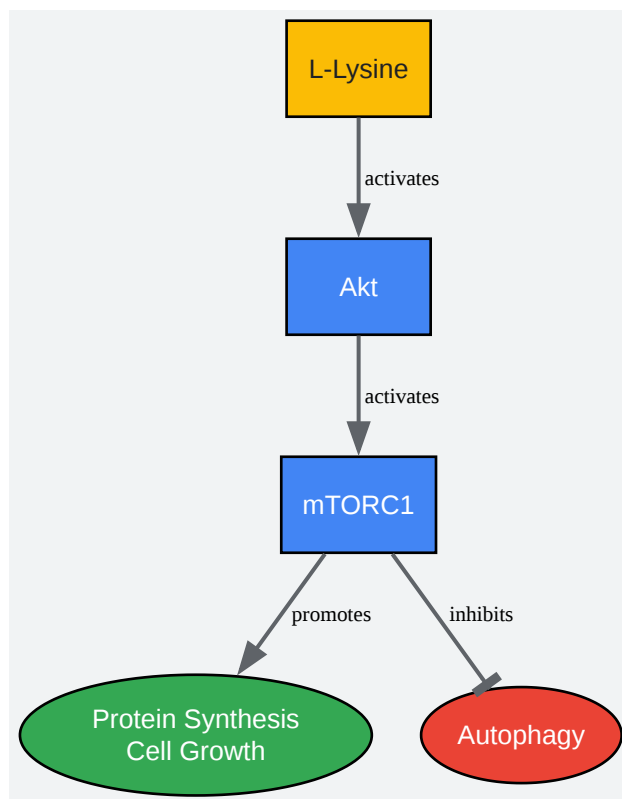 L-Lysine
activates
Akt
activates
mTORC1
promotes
inhibits
Protein Synthesis
Cell Growth
Autophagy